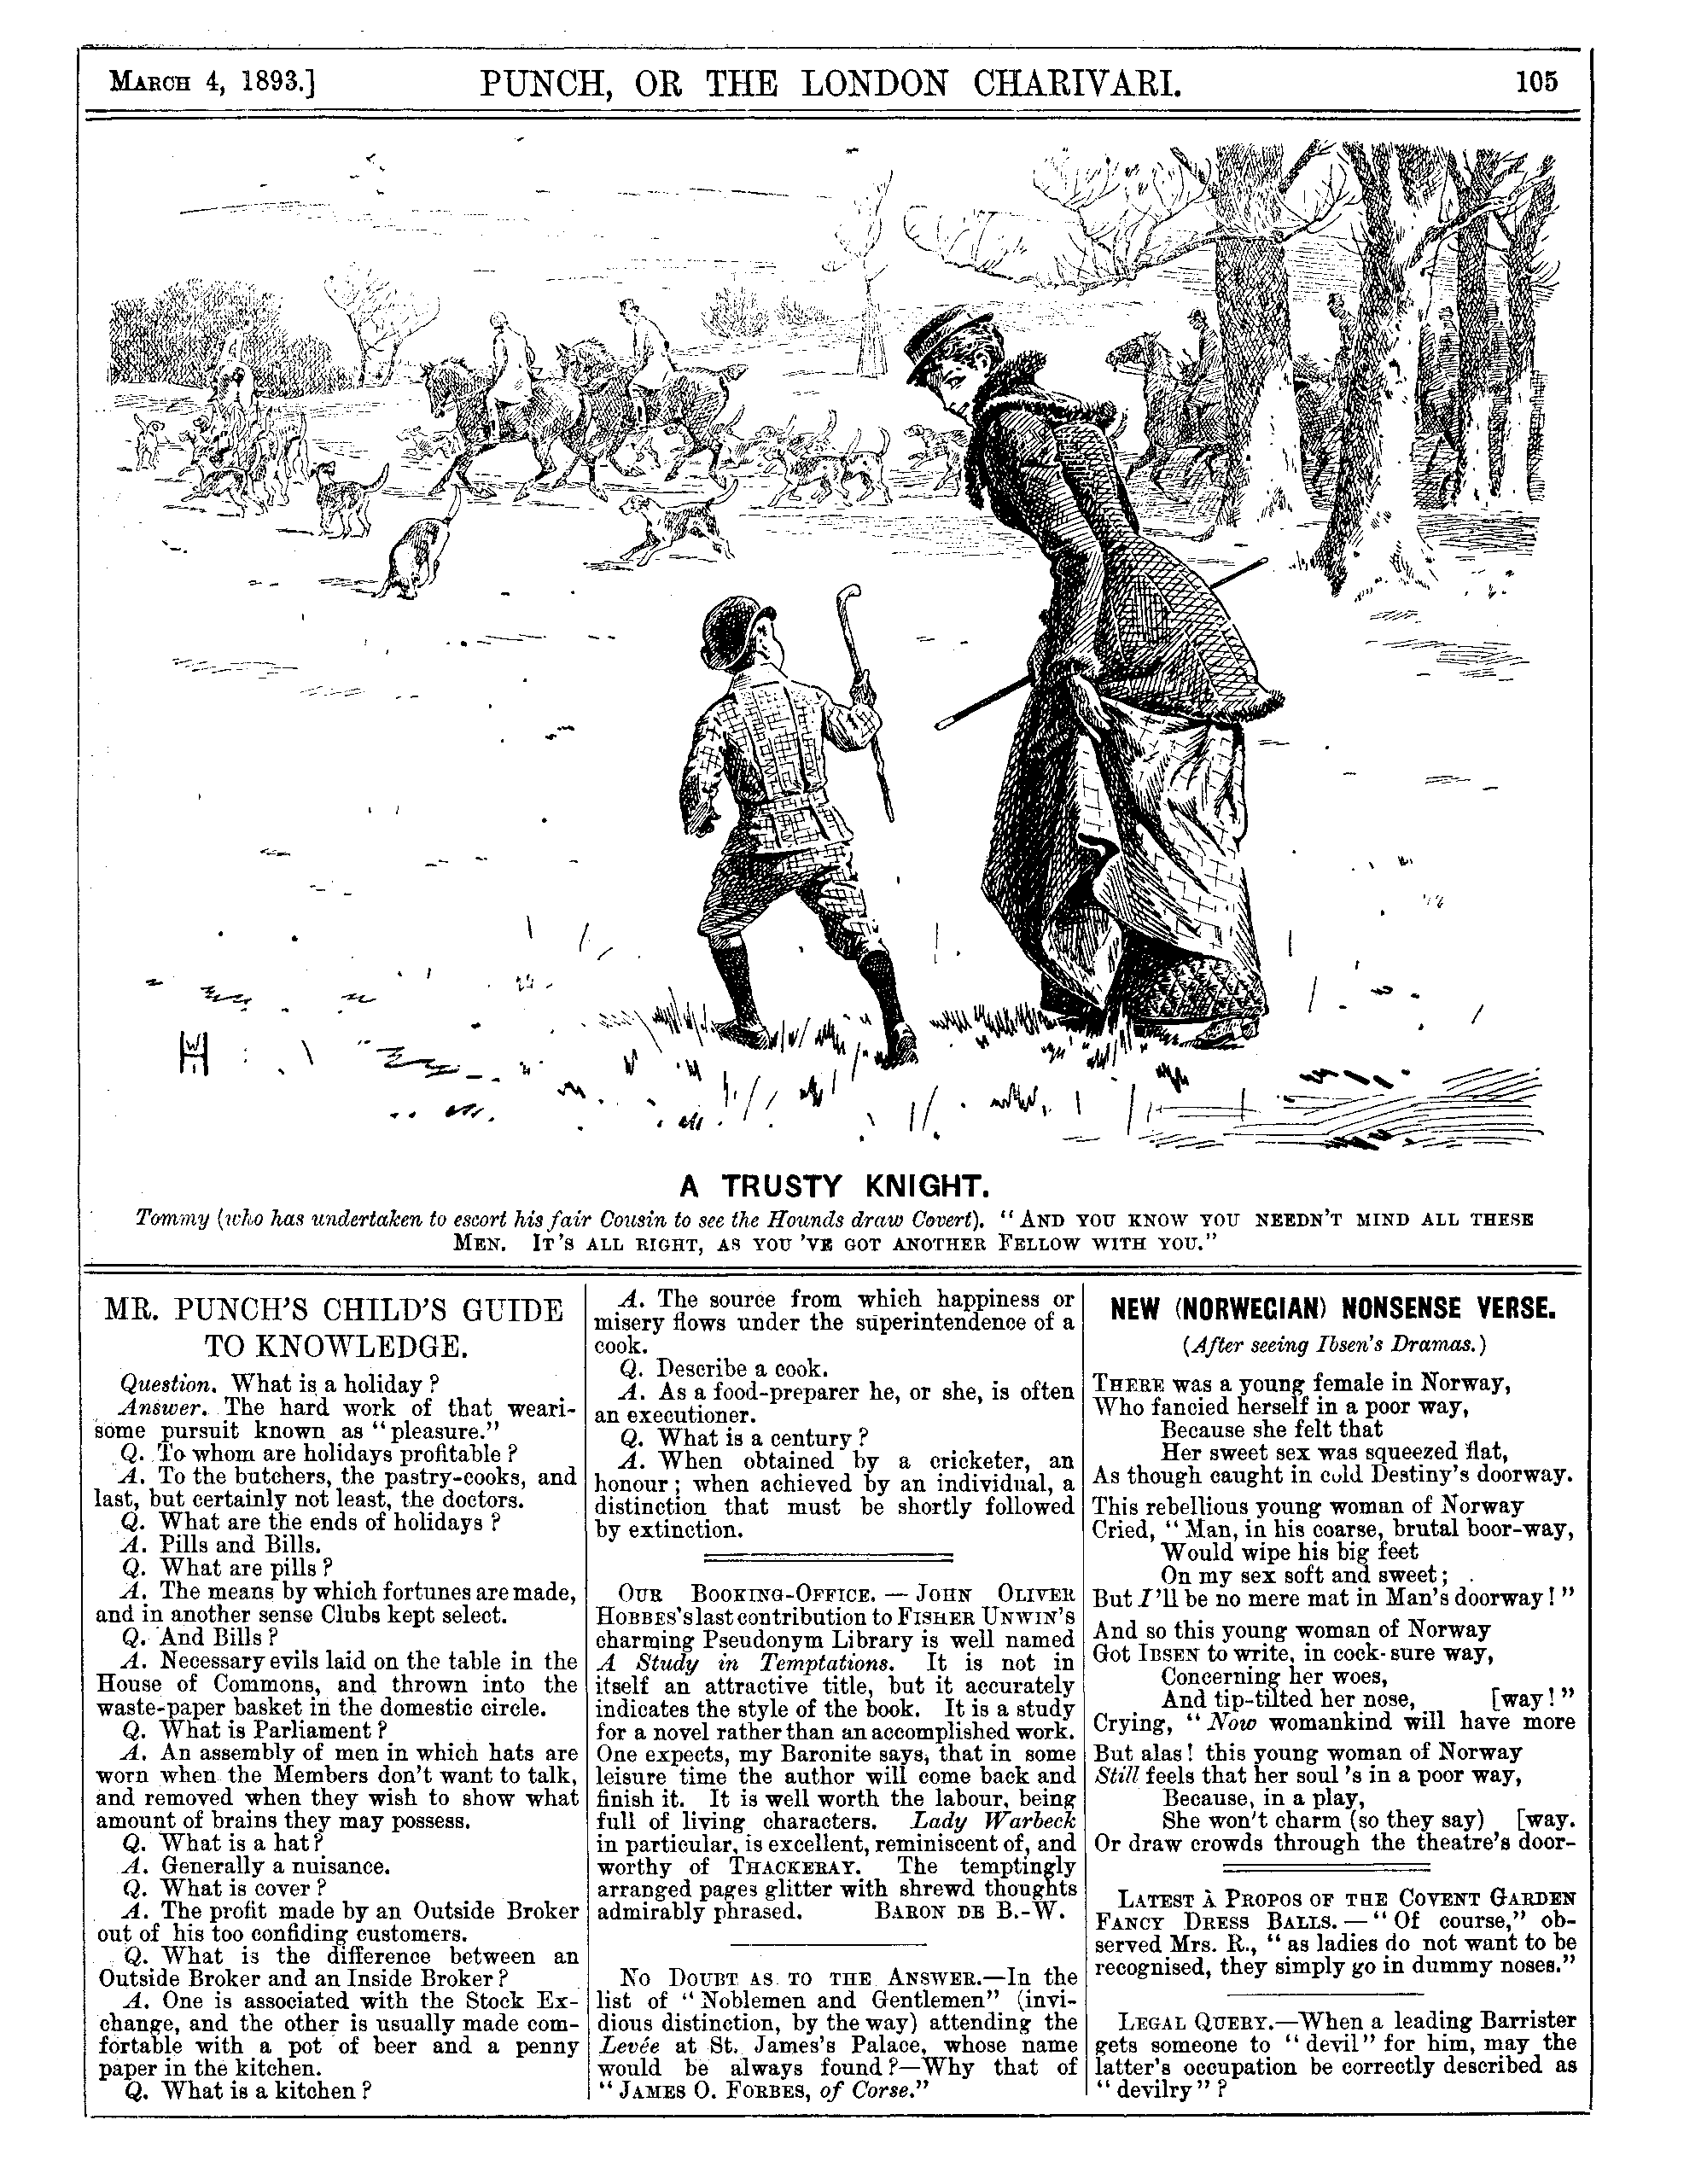 MARCH 4, 1893.] PUNCH, OR THE LONDON CHARIVARI. 105
WH
A TRUSTY KNIGHT.
Tommy (who has undertaken to escort his fair Cousin to see the Hounds draw Covert). "AND YOU KNOW YOU NEEDN'T MIND ALL THESE
MEN. IT'S ALL RIGHT, AS YOU 'VE GOT ANOTHER FELLOW WITH YOU."
MR. PUNCH'S CHILD'S GUIDE
TO KNOWLEDGE.
Question. What is a holiday?
Answer. The hard work of that weari-
some pursuit known as "pleasure."
Q. To whom are holidays profitable?
A. To the butchers, the pastry-cooks, and
last, but certainly not least, the doctors.
Q. What are the ends of holidays?
A. Pills and Bills.
Q. What are pills?
A. The means by which fortunes are made,
and in another sense Clubs kept select.
Q. And Bills?
A. Necessary evils laid on the table in the
House of Commons, and thrown into the
waste-paper basket in the domestic circle.
Q. What is Parliament?
A. An assembly of men in which hats are
worn when the Members don't want to talk,
and removed when they wish to show what
amount of brains they may possess.
Q. What is a hat?
A. Generally a nuisance.
Q. What is cover?
A. The profit made by an Outside Broker
out of his too confiding customers.
Q. What is the difference between an
Outside Broker and an Inside Broker?
A. One is associated with the Stock Ex-
change, and the other is usually made com-
fortable with a pot of beer and a penny
paper in the kitchen.
Q. What is a kitchen?
A. The source from which happiness or
misery flows under the superintendence of a
cook.
Q. Describe a cook.
A. As a food-preparer he, or she, is often
an executioner.
Q. What is a century?
A. When obtained by a cricketer, an
honour; when achieved by an individual, a
distinction that must be shortly followed
by extinction.
OUR BOOKING-OFFICE.—JOHN OLIVER
HOBBES's last contribution to FISHER UNWIN'S
charming Pseudonym Library is well named
A Study in Temptations. It is not in
itself an attractive title, but it accurately
indicates the style of the book. It is a study
for a novel rather than an accomplished work.
One expects, my Baronite says, that in some
leisure time the author will come back and
finish it. It is well worth the labour, being
full of living characters. Lady Warbeck
in particular, is excellent, reminiscent of, and
worthy of THACKERAY. The temptingly
arranged pages glitter with shrewd thoughts
admirably phrased. BARON DE B.-W.
NO DOUBT AS TO THE ANSWER.—In the
list of "Noblemen and Gentlemen" (invi-
dious distinction, by the way) attending the
Levée at St. James's Palace, whose name
would be always found?—Why that of
"JAMES O. FORBES, of Corse."
NEW (NORWEGIAN) NONSENSE VERSE.
(After seeing Ibsen's Dramas.)
THERE was a young female in Norway,
Who fancied herself in a poor way,
Because she felt that
Her sweet sex was squeezed flat,
As though caught in cold Destiny's doorway.
This rebellious young woman of Norway
Cried, "Man, in his coarse, brutal boor-way,
Would wipe his big feet
On my sex soft and sweet;
But I'll be no mere mat in Man's doorway!"
And so this young woman of Norway
Got IBSEN to write, in cock-sure way,
Concerning her woes,
And tip-tilted her nose, [way!"
Crying, "Now womankind will have more
But alas! this young woman of Norway
Still feels that her soul's in a poor way,
Because, in a play,
She won't charm (so they say) [way.
Or draw crowds through the theatre's door-
LATEST À PROPOS OF THE COVENT GARDEN
FANCY DRESS BALLS.—"Of course," ob-
served Mrs. R., "as ladies do not want to be
recognised, they simply go in dummy noses."
LEGAL QUERY.—When a leading Barrister
gets someone to "devil" for him, may the
latter's occupation be correctly described as
"devilry"?